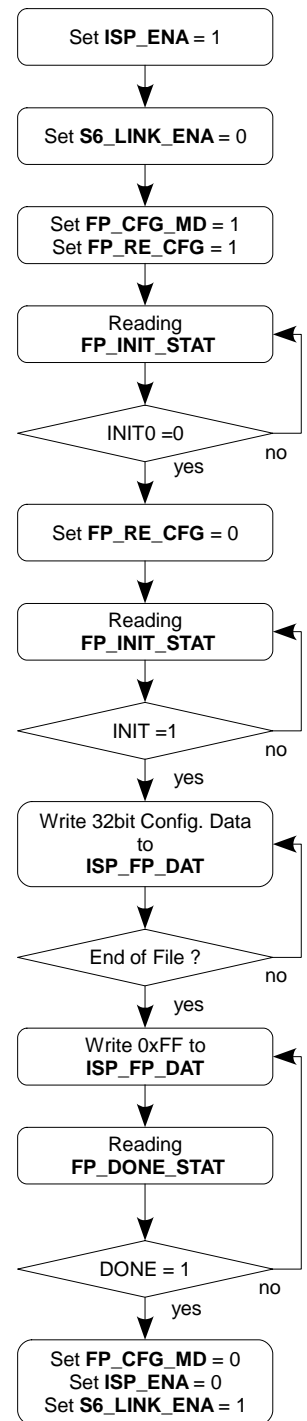 Set ISP_ENA = 1
Set S6_LINK_ENA = 0
Set FP_CFG_MD = 1
Set FP_RE_CFG = 1
Reading
FP_INIT_STAT
INIT0 =0
no
yes
Set FP_RE_CFG = 0
Reading
FP_INIT_STAT
INIT =1
no
yes
Write 32bit Config. Data
to
ISP_FP_DAT
End of File ?
no
yes
Write 0xFF to
ISP_FP_DAT
Reading
FP_DONE_STAT
DONE = 1
no
yes
Set FP_CFG_MD = 0
Set ISP_ENA = 0
Set S6_LINK_ENA = 1